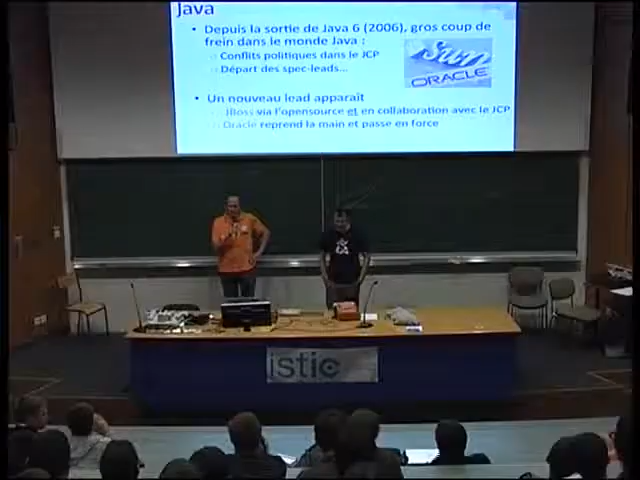 Java
• Depuis la sortie de Java 6 (2006), gros coup de
frein dans le monde Java :
Conflits politiques dans le JCP
Départ des spec-leads...
Sun
ORACLE
• Un nouveau lead apparaît
JBoss via l'opensource et en collaboration avec le JCP
Oracle reprend la main et passe en force
istic